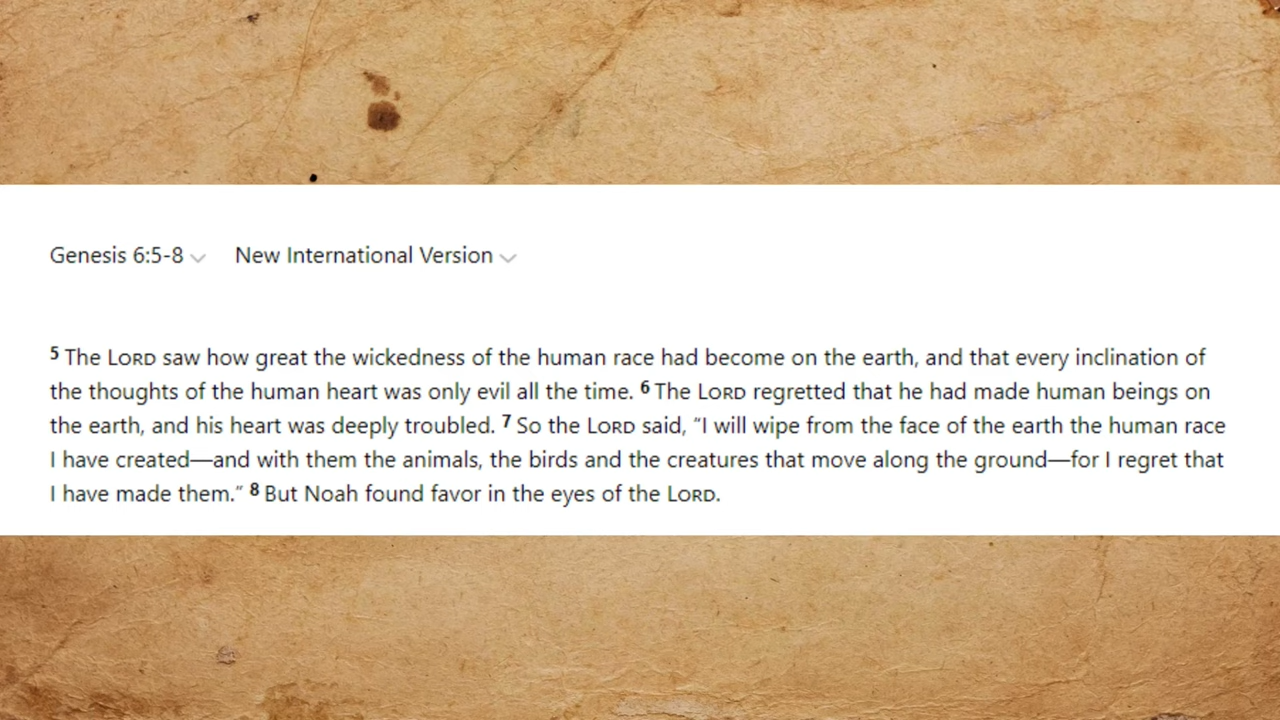 Genesis 6:5-8 New International Version
5 The LORD saw how great the wickedness of the human race had become on the earth, and that every inclination of
the thoughts of the human heart was only evil all the time. 6 The LORD regretted that he had made human beings on
the earth, and his heart was deeply troubled. 7 So the LORD said, “I will wipe from the face of the earth the human race
I have created—and with them the animals, the birds and the creatures that move along the ground—for I regret that
I have made them.” 8 But Noah found favor in the eyes of the LORD.